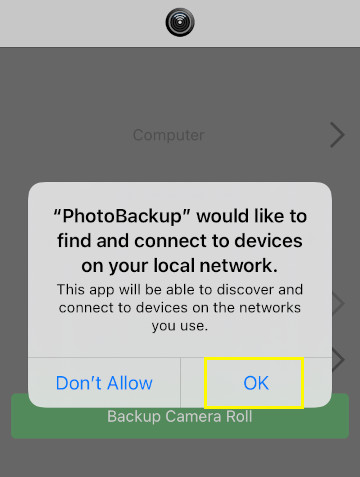 Computer
“PhotoBackup” would like to
find and connect to devices
on your local network.
This app will be able to discover and
connect to devices on the networks
you use.
Don’t Allow
OK
Backup Camera Roll